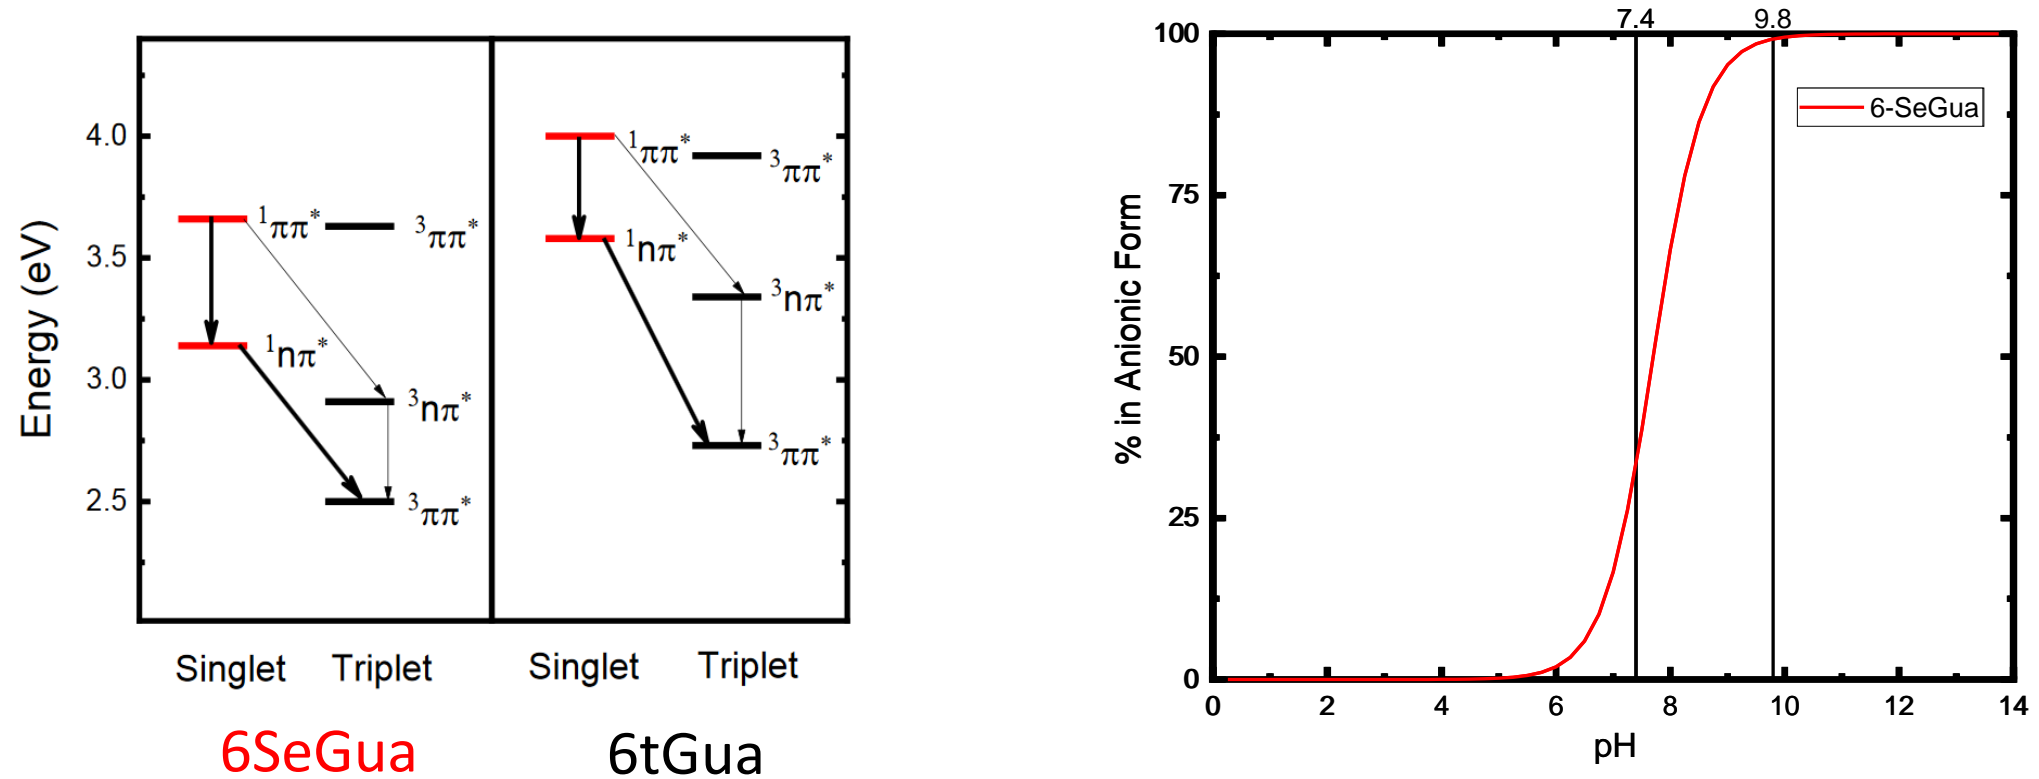 Energy (eV)
4.0
3.5
3.0
2.5
¹ππ*
³ππ*
¹nπ*
³nπ*
³ππ*
¹ππ*
³ππ*
¹nπ*
³nπ*
³ππ*
Singlet
Triplet
Singlet
Triplet
6SeGua
6tGua
7.4
9.8
% in Anionic Form
100
75
50
25
0
6-SeGua
0
2
4
6
8
10
12
14
pH